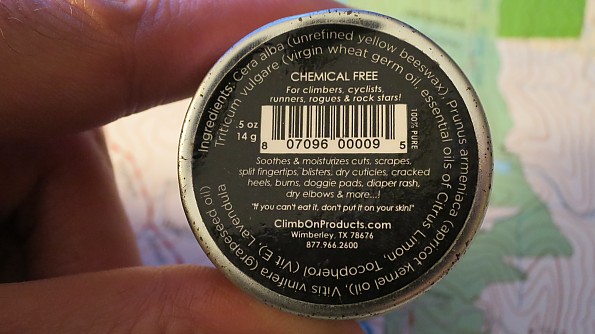 Ingredients: Cera alba (unrefined yellow beeswax), Prunus armeniaca (apricot kernel oil), Vitis vinifera (grapeseed oil)
Triticum vulgare (virgin wheat germ oil, essential oils of Citrus Limon, Tocopherol (Vit E), Lavendula
CHEMICAL FREE
For climbers, cyclists,
runners, rogues & rock stars!
.5 oz
14 g
8 07096 00009 5
100% PURE
Soothes & moisturizes cuts, scrapes,
split fingertips, blisters, dry cuticles, cracked
heels, burns, doggie pads, diaper rash,
dry elbows & more...!
"If you can't eat it, don't put it on your skin!"
ClimbOnProducts.com
Wimberley, TX 78676
877.966.2600